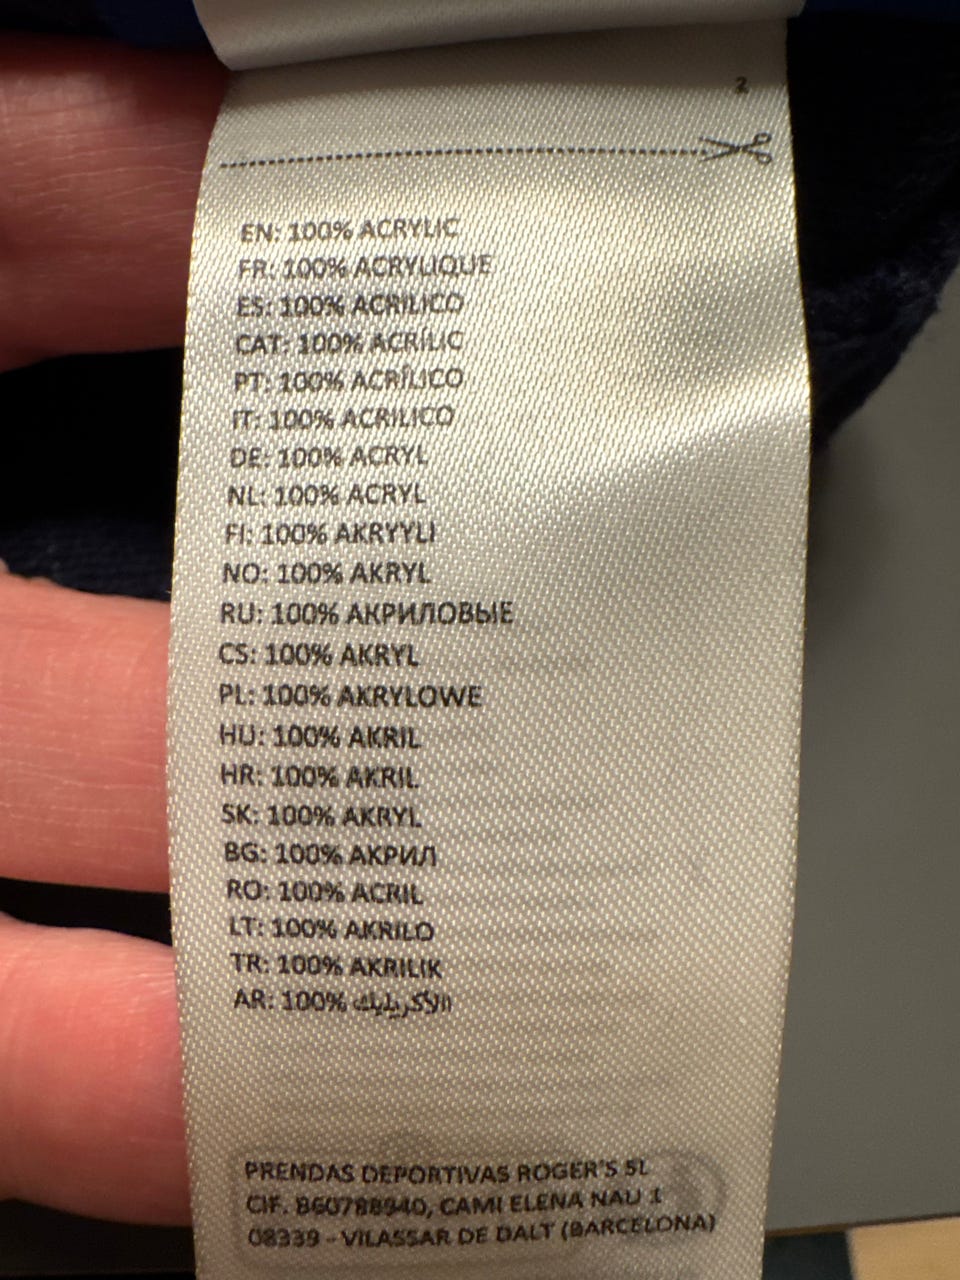 2
EN: 100% ACRYLIC
FR: 100% ACRYLIQUE
ES: 100% ACRILICO
CAT: 100% ACRÍLIC
PT: 100% ACRÍLICO
IT: 100% ACRILICO
DE: 100% ACRYL
NL: 100% ACRYL
FI: 100% AKRYYLI
NO: 100% AKRYL
RU: 100% АКРИЛОВЫЕ
CS: 100% AKRYL
PL: 100% AKRYLOWE
HU: 100% AKRIL
HR: 100% AKRIL
SK: 100% AKRYL
BG: 100% АКРИЛ
RO: 100% ACRIL
LT: 100% AKRILO
TR: 100% AKRILIK
AR: 100% الأكريليك
PRENDAS DEPORTIVAS ROGER'S SL
CIF. B60788940, CAMI ELENA NAU 1
08339 - VILASSAR DE DALT (BARCELONA)